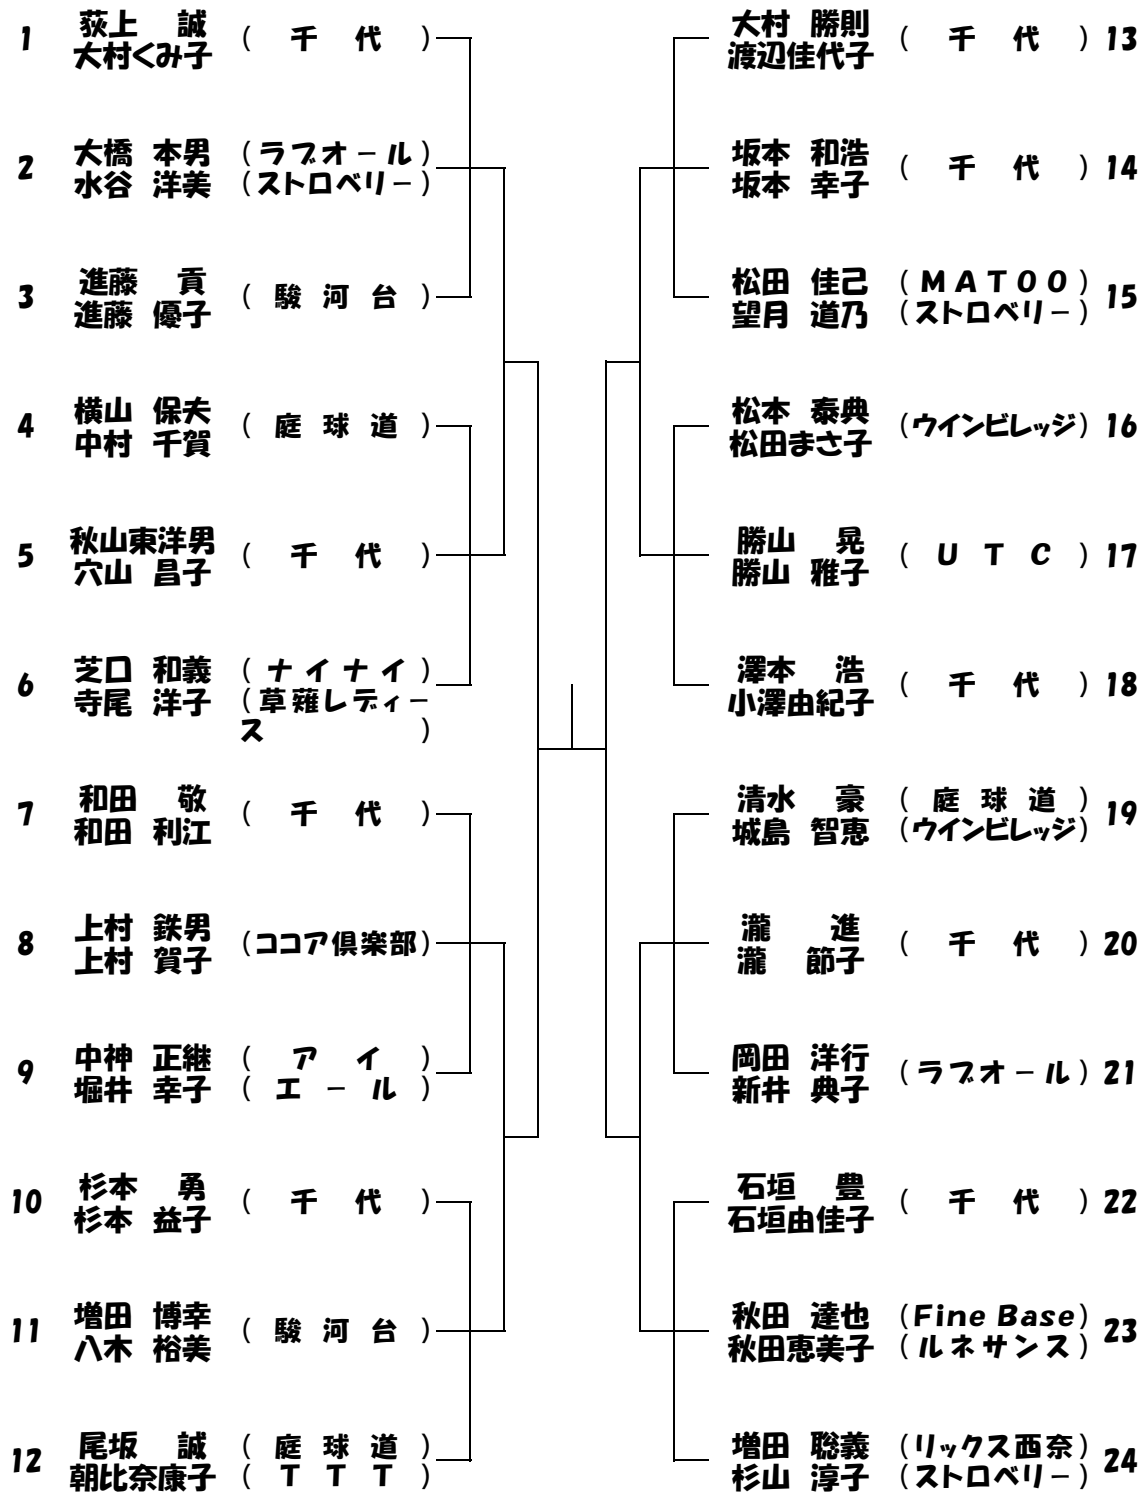 1 荻上 誠 (千代)
大村くみ子
2 大橋 本男 (ラブオール)
水谷 洋美 (ストロベリー)
3 進藤 貢 (駿河台)
進藤 優子
4 横山 保夫 (庭球道)
中村 千賀
5 秋山東洋男 (千代)
穴山 昌子
6 芝口 和義 (ナイナイ)
寺尾 洋子 (草薙レディー
ス)
7 和田 敬 (千代)
和田 利江
8 上村 鉄男 (ココア倶楽部)
上村 賀子
9 中神 正継 (アイ)
堀井 幸子 (エール)
10 杉本 勇 (千代)
杉本 益子
11 増田 博幸 (駿河台)
八木 裕美
12 尾坂 誠 (庭球道)
朝比奈康子 (TTT)
大村 勝則 (千代) 13
渡辺佳代子
坂本 和浩 (千代) 14
坂本 幸子
松田 佳己 (MATOO) 15
望月 道乃 (ストロベリー)
松本 泰典 (ウインビレッジ) 16
松田まさ子
勝山 晃 (UTC) 17
勝山 雅子
澤本 浩 (千代) 18
小澤由紀子
清水 豪 (庭球道) 19
城島 智恵 (ウインビレッジ)
瀧 進 (千代) 20
瀧 節子
岡田 洋行 (ラブオール) 21
新井 典子
石垣 豊 (千代) 22
石垣由佳子
秋田 達也 (Fine Base) 23
秋田恵美子 (ルネサンス)
増田 聡義 (リックス西奈) 24
杉山 淳子 (ストロベリー)